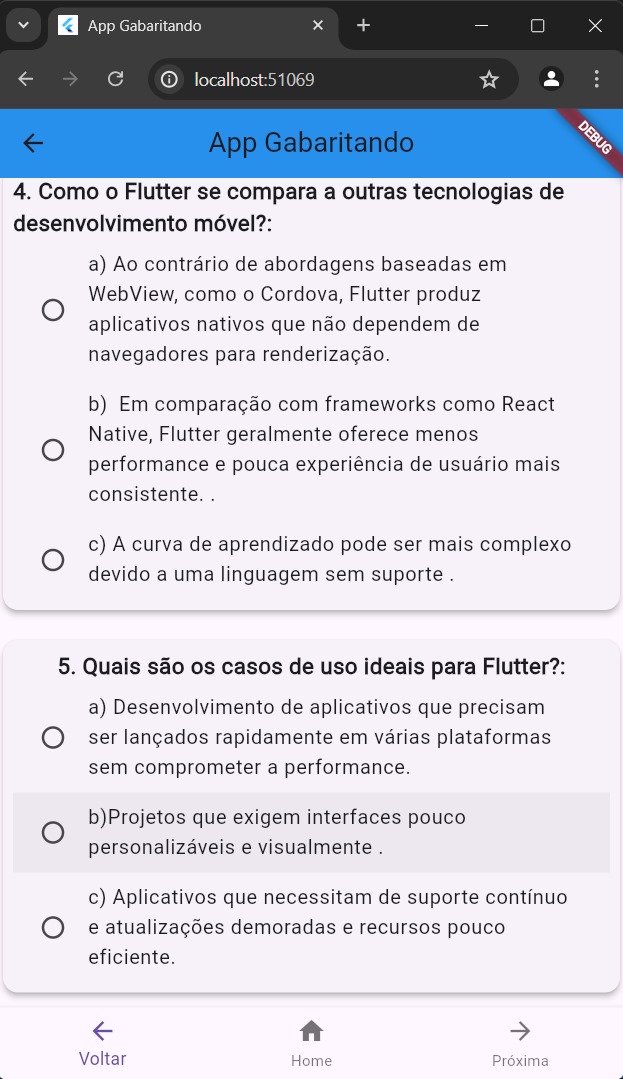 App Gabaritando
localhost:51069
App Gabaritando
DEBUG
4. Como o Flutter se compara a outras tecnologias de
desenvolvimento móvel?:
a) Ao contrário de abordagens baseadas em
WebView, como o Cordova, Flutter produz
aplicativos nativos que não dependem de
navegadores para renderização.
b)  Em comparação com frameworks como React
Native, Flutter geralmente oferece menos
performance e pouca experiência de usuário mais
consistente. .
c) A curva de aprendizado pode ser mais complexo
devido a uma linguagem sem suporte .
5. Quais são os casos de uso ideais para Flutter?:
a) Desenvolvimento de aplicativos que precisam
ser lançados rapidamente em várias plataformas
sem comprometer a performance.
b)Projetos que exigem interfaces pouco
personalizáveis e visualmente .
c) Aplicativos que necessitam de suporte contínuo
e atualizações demoradas e recursos pouco
eficiente.
Voltar
Home
Próxima